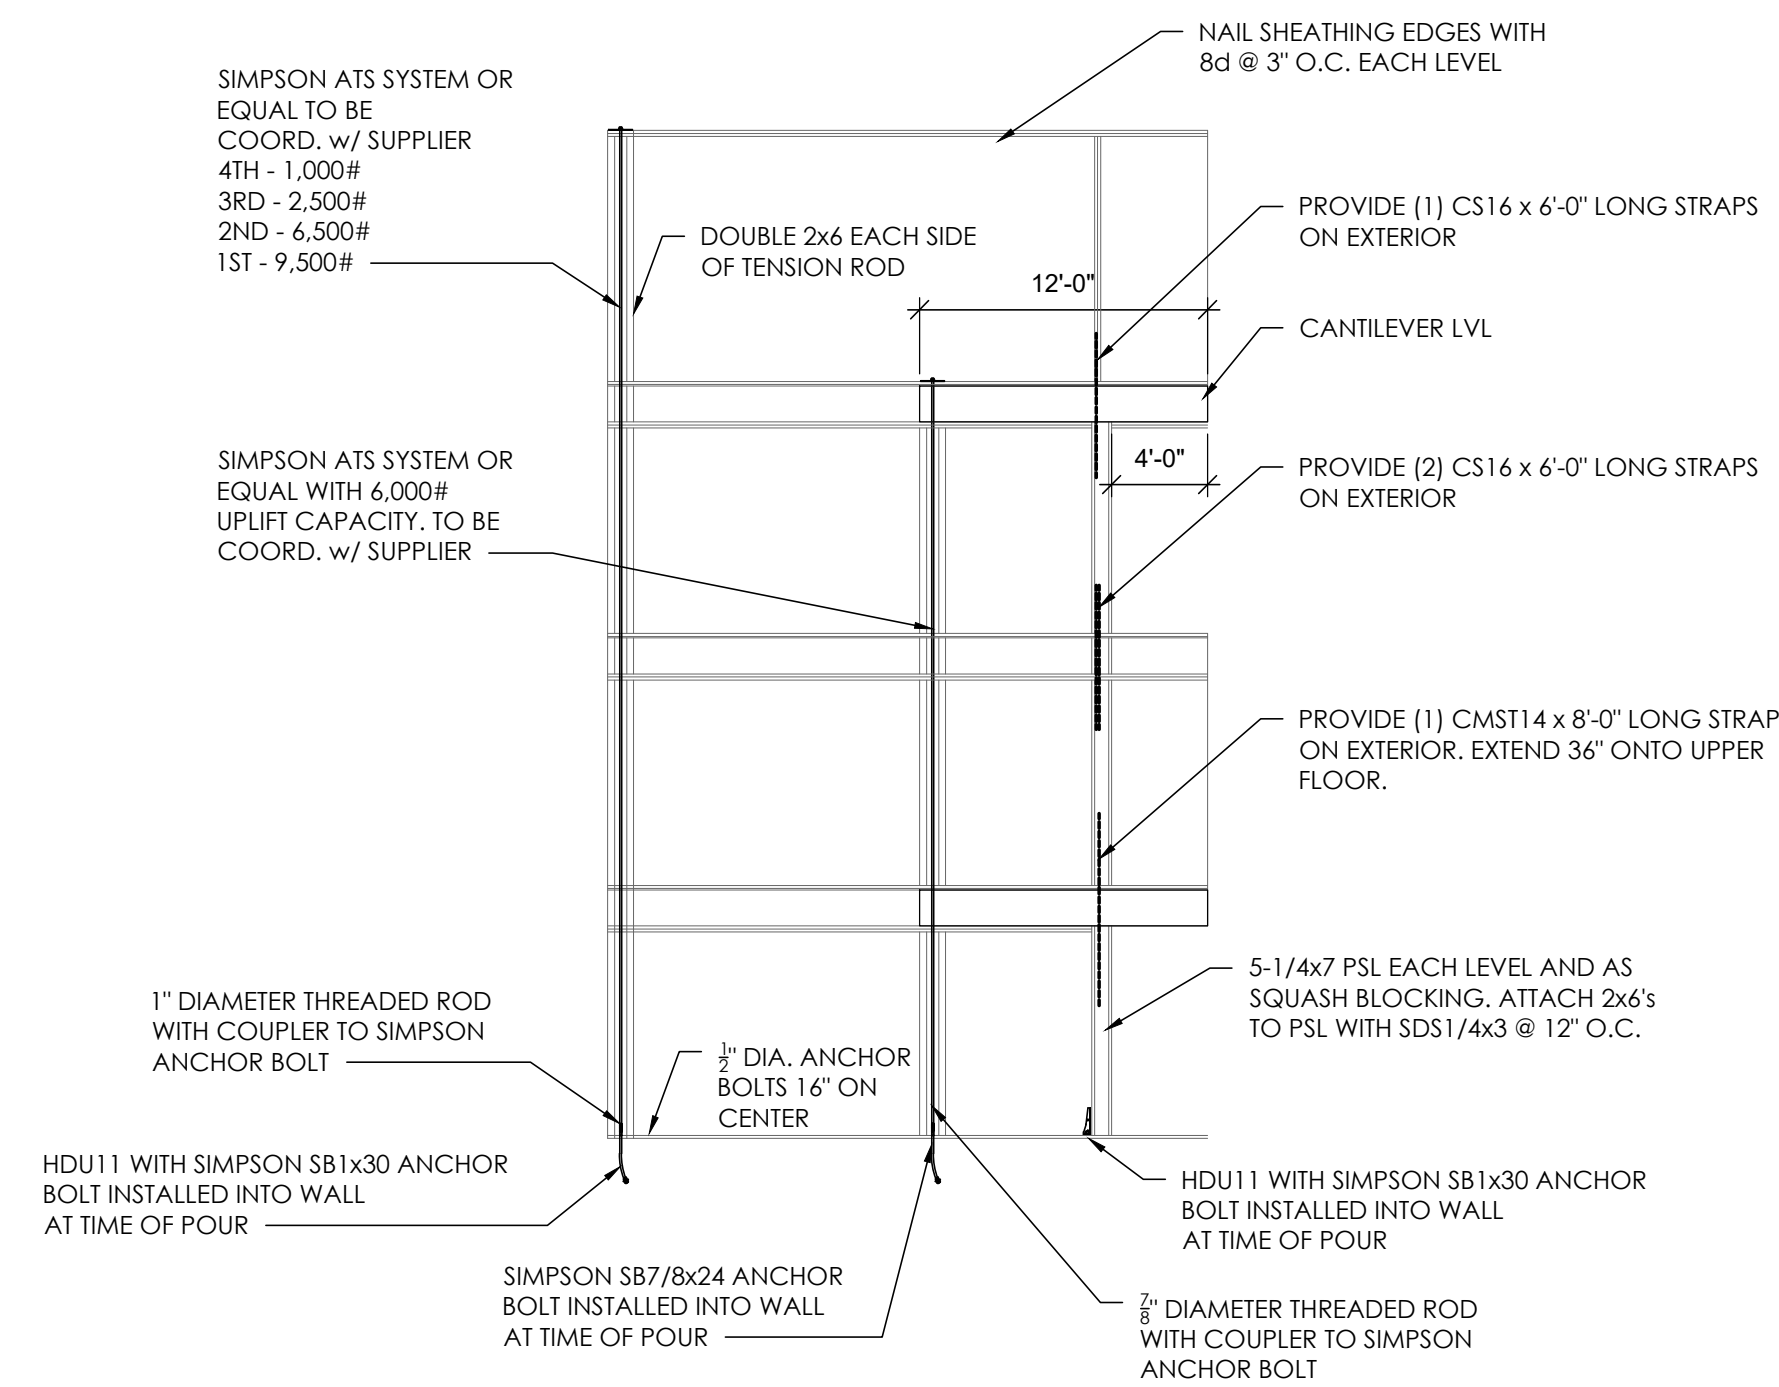 NAIL SHEATHING EDGES WITH
8d @ 3" O.C. EACH LEVEL
SIMPSON ATS SYSTEM OR
EQUAL TO BE
COORD. w/ SUPPLIER
4TH - 1,000#
3RD - 2,500#
2ND - 6,500#
1ST - 9,500#
DOUBLE 2x6 EACH SIDE
OF TENSION ROD
12'-0"
PROVIDE (1) CS16 x 6'-0" LONG STRAPS
ON EXTERIOR
CANTILEVER LVL
SIMPSON ATS SYSTEM OR
EQUAL WITH 6,000#
UPLIFT CAPACITY. TO BE
COORD. w/ SUPPLIER
4'-0"
PROVIDE (2) CS16 x 6'-0" LONG STRAPS
ON EXTERIOR
PROVIDE (1) CMST14 x 8'-0" LONG STRAP
ON EXTERIOR. EXTEND 36" ONTO UPPER
FLOOR.
5-1/4x7 PSL EACH LEVEL AND AS
SQUASH BLOCKING. ATTACH 2x6's
TO PSL WITH SDS1/4x3 @ 12" O.C.
1" DIAMETER THREADED ROD
WITH COUPLER TO SIMPSON
ANCHOR BOLT
1/2" DIA. ANCHOR
BOLTS 16" ON
CENTER
HDU11 WITH SIMPSON SB1x30 ANCHOR
BOLT INSTALLED INTO WALL
AT TIME OF POUR
HDU11 WITH SIMPSON SB1x30 ANCHOR
BOLT INSTALLED INTO WALL
AT TIME OF POUR
SIMPSON SB7/8x24 ANCHOR
BOLT INSTALLED INTO WALL
AT TIME OF POUR
7/8" DIAMETER THREADED ROD
WITH COUPLER TO SIMPSON
ANCHOR BOLT